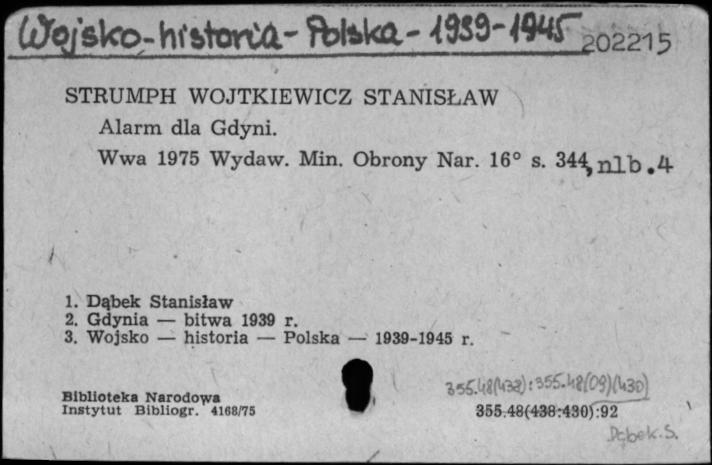 Wojsko-historia-Polska-1939-1945 202215
STRUMPH WOJTKIEWICZ STANISŁAW
Alarm dla Gdyni.
Wwa 1975 Wydaw. Min. Obrony Nar. 16° s. 344, nlb.4
1. Dąbek Stanisław
2. Gdynia — bitwa 1939 r.
3. Wojsko — historia — Polska — 1939-1945 r.
355.48(438):355.48(09)(430)
Biblioteka Narodowa
Instytut Bibliogr. 4168/75 355.48(438:430):92
Dąbek.S.